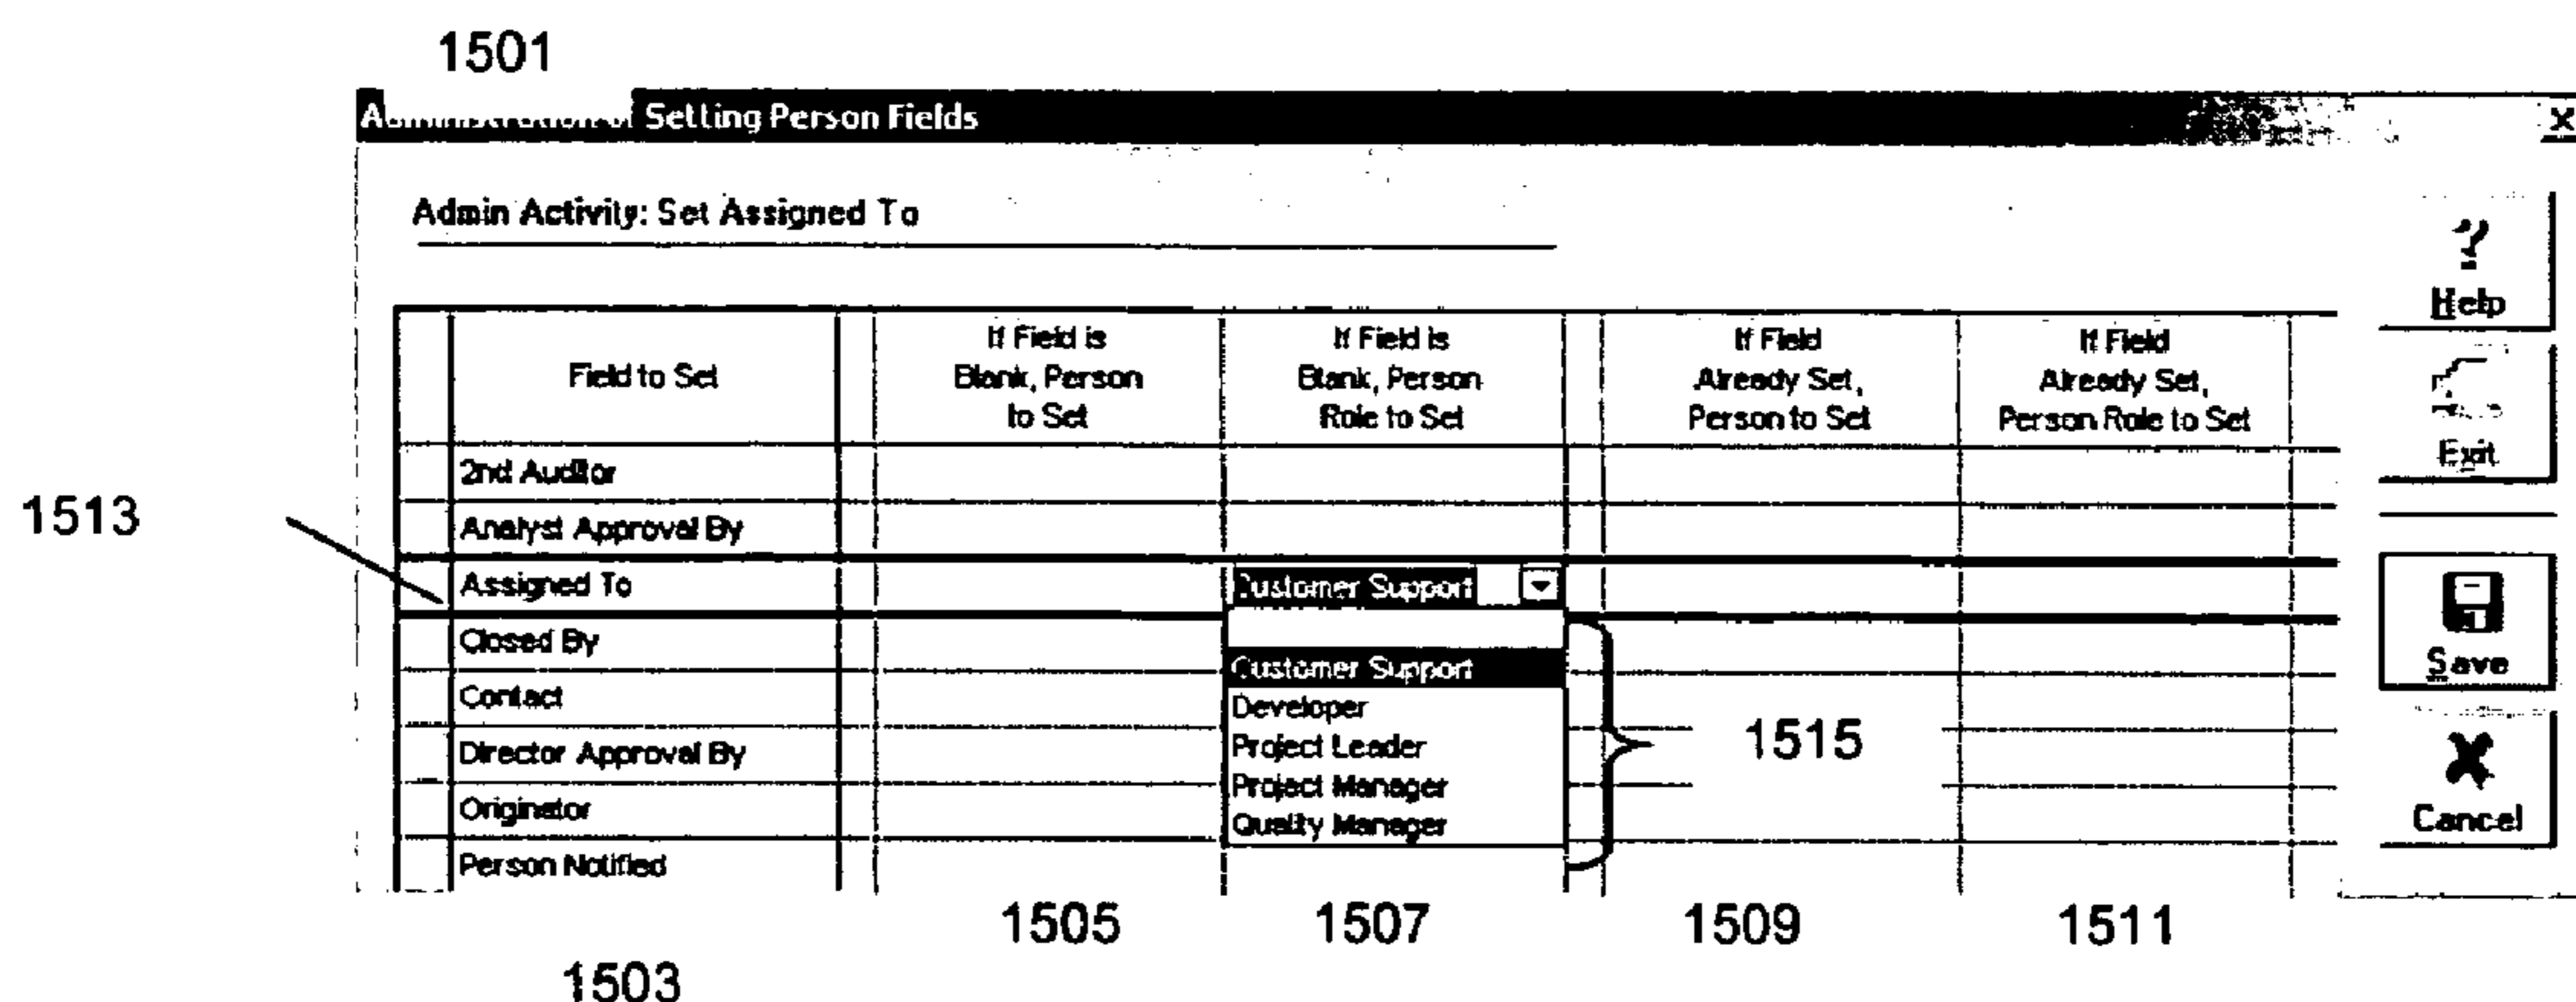 1501
Administration of Setting Person Fields
Admin Activity: Set Assigned To
Help
Exit
Save
Cancel
Field to Set
If Field is
Blank, Person
to Set
If Field is
Blank, Person
Role to Set
If Field
Already Set,
Person to Set
If Field
Already Set,
Person Role to Set
2nd Auditor
Analyst Approval By
1513
Assigned To
Customer Support
Closed By
Contact
Director Approval By
Originator
Person Notified
Customer Support
Developer
Project Leader
Project Manager
Quality Manager
1515
1505
1507
1509
1511
1503